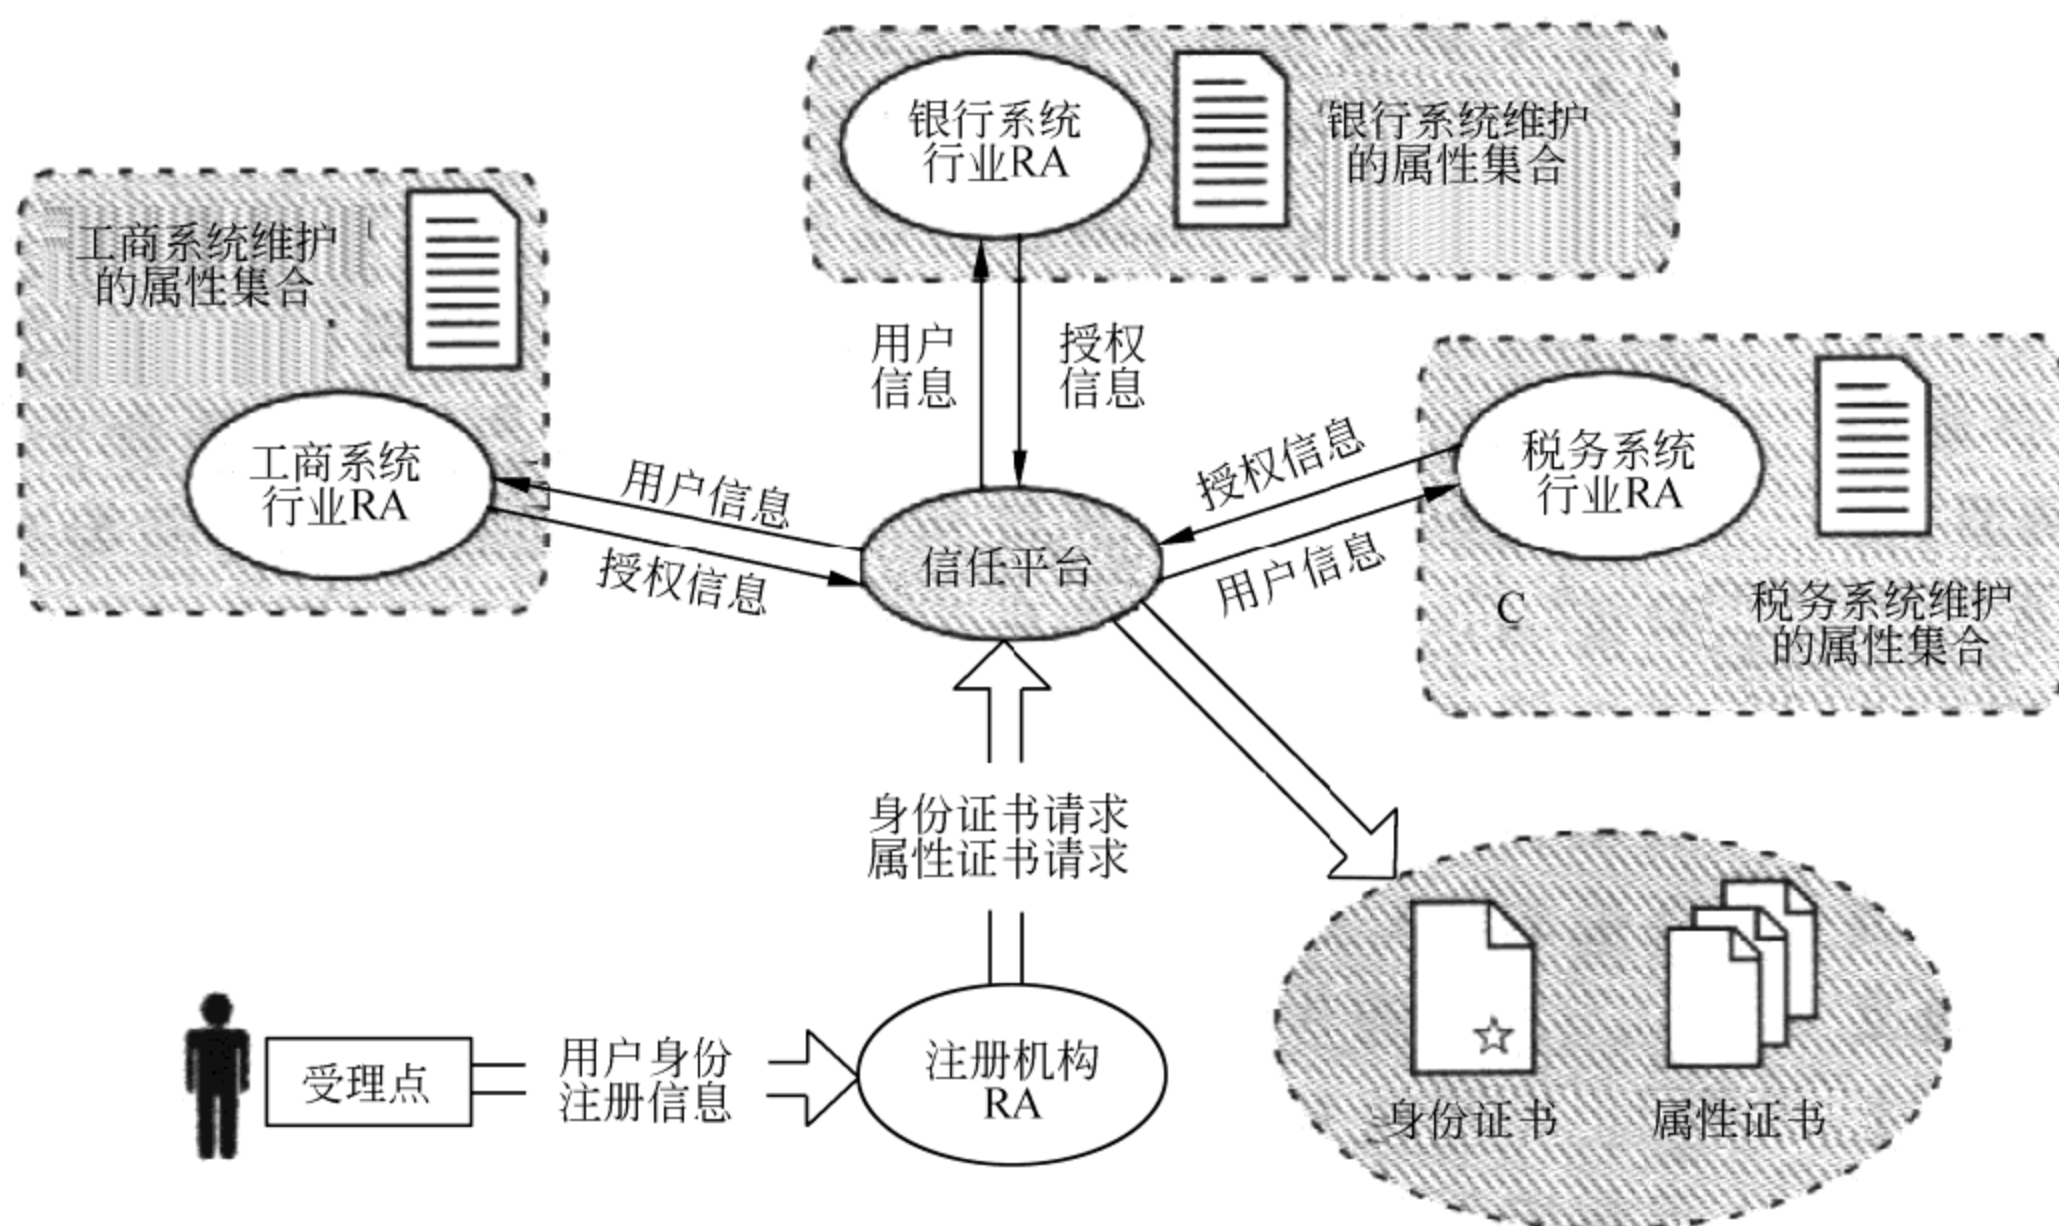 银行系统
行业RA
银行系统维护
的属性集合
工商系统维护
的属性集合
工商系统
行业RA
用户
信息
授权
信息
税务系统
行业RA
C
税务系统维护
的属性集合
用户信息
授权信息
授权信息
用户信息
信任平台
身份证书请求
属性证书请求
受理点
用户身份
注册信息
注册机构
RA
身份证书
属性证书